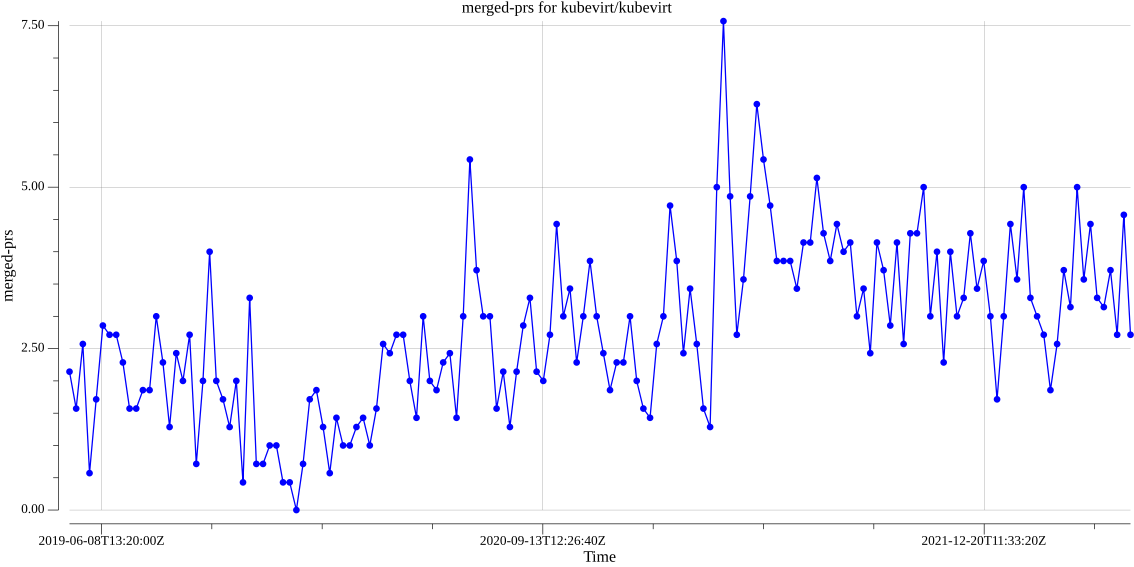 merged-prs for kubevirt/kubevirt
7.50
5.00
merged-prs
2.50
0.00
2019-06-08T13:20:00Z
2020-09-13T12:26:40Z
2021-12-20T11:33:20Z
Time